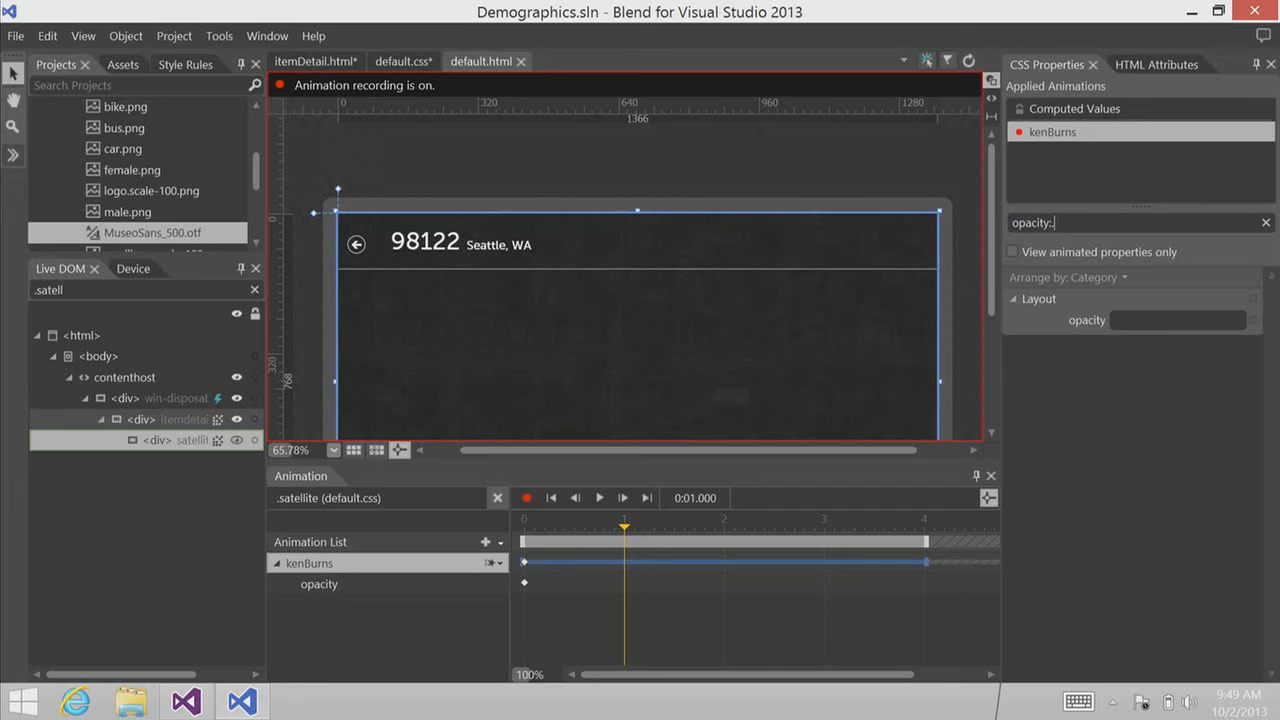 Demographics.sln - Blend for Visual Studio 2013
File Edit View Object Project Tools Window Help
Projects Assets Style Rules
itemDetail.html* default.css* default.html
CSS Properties HTML Attributes
Search Projects
Animation recording is on.
Applied Animations
bike.png
bus.png
car.png
female.png
logo.scale-100.png
male.png
MuseoSans_500.otf
0 320 640 960 1280
1366
Computed Values
kenBurns
opacity:.
View animated properties only
Arrange by: Category
Layout
opacity
0
320
768
98122 Seattle, WA
Live DOM Device
.satell
<html>
<body>
contenthost
<div> win-disposal
<div> itemdetai
<div> satellit
65.78%
Animation
.satellite (default.css)
0:01.000
0 1 2 3 4
Animation List
kenBurns
opacity
100%
9:49 AM
10/2/2013